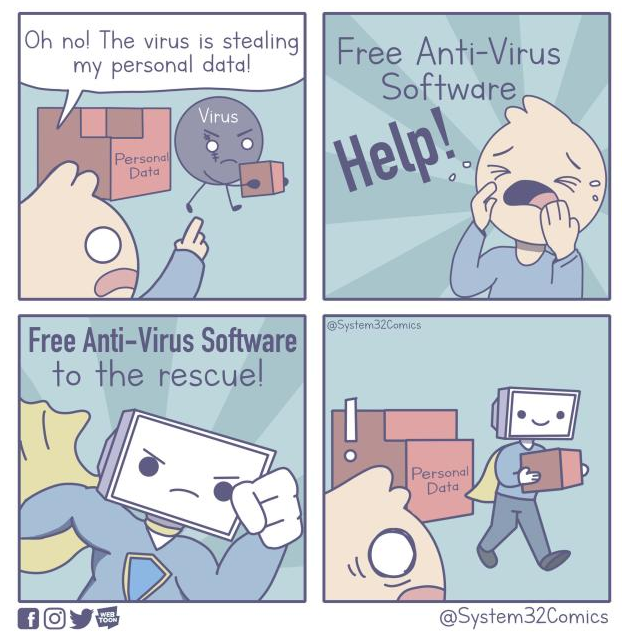 Oh no! The virus is stealing
my personal data!
Virus
Personal
Data
Free Anti-Virus
Software
Help!
Free Anti-Virus Software
to the rescue!
@System32Comics
!
Personal
Data
WEB
TOON
@System32Comics